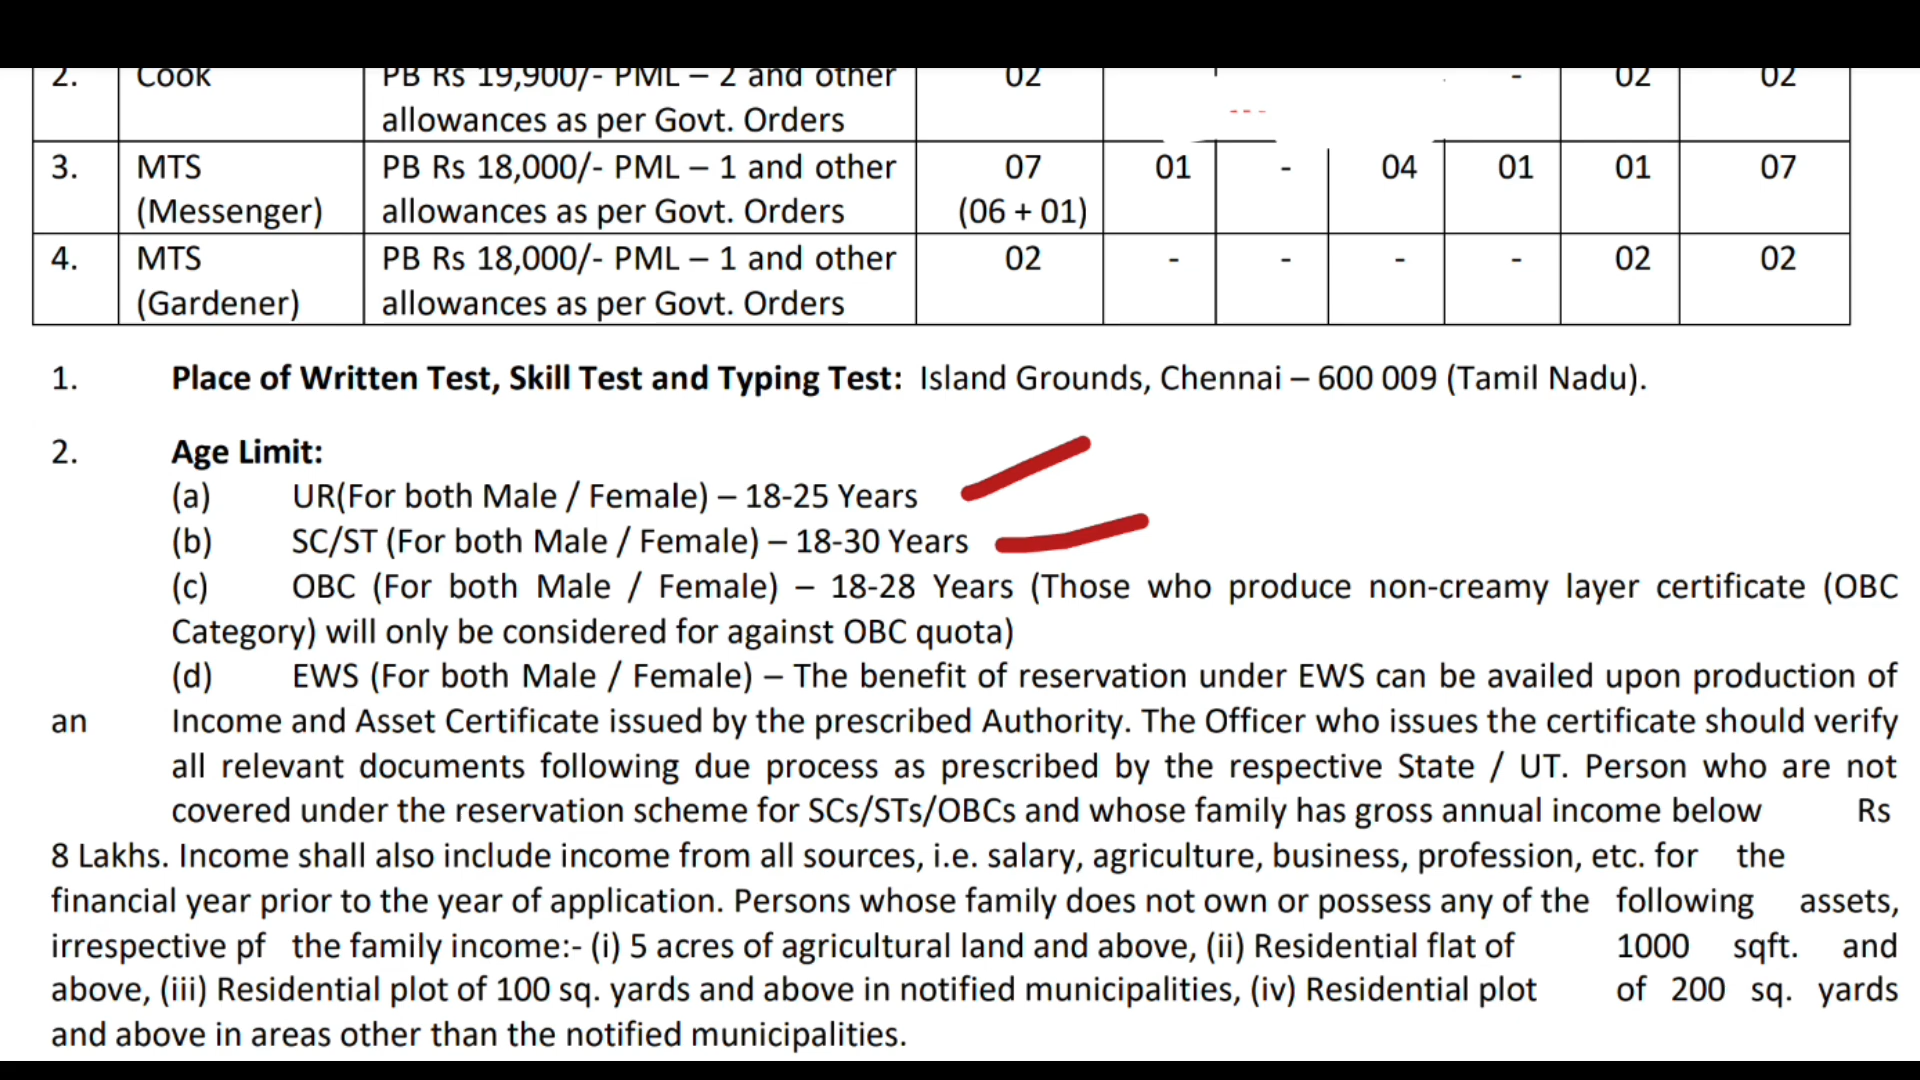 2. Cook PB Rs 19,900/- PML – 2 and other 02 - 02 02
allowances as per Govt. Orders
3. MTS PB Rs 18,000/- PML – 1 and other 07 01 - 04 01 01 07
(Messenger) allowances as per Govt. Orders (06 + 01)
4. MTS PB Rs 18,000/- PML – 1 and other 02 - - - - 02 02
(Gardener) allowances as per Govt. Orders
1. Place of Written Test, Skill Test and Typing Test: Island Grounds, Chennai – 600 009 (Tamil Nadu).
2. Age Limit:
(a) UR(For both Male / Female) – 18-25 Years
(b) SC/ST (For both Male / Female) – 18-30 Years
(c) OBC (For both Male / Female) – 18-28 Years (Those who produce non-creamy layer certificate (OBC
Category) will only be considered for against OBC quota)
(d) EWS (For both Male / Female) – The benefit of reservation under EWS can be availed upon production of
an Income and Asset Certificate issued by the prescribed Authority. The Officer who issues the certificate should verify
all relevant documents following due process as prescribed by the respective State / UT. Person who are not
covered under the reservation scheme for SCs/STs/OBCs and whose family has gross annual income below Rs
8 Lakhs. Income shall also include income from all sources, i.e. salary, agriculture, business, profession, etc. for the
financial year prior to the year of application. Persons whose family does not own or possess any of the following assets,
irrespective pf the family income:- (i) 5 acres of agricultural land and above, (ii) Residential flat of 1000 sqft. and
above, (iii) Residential plot of 100 sq. yards and above in notified municipalities, (iv) Residential plot of 200 sq. yards
and above in areas other than the notified municipalities.